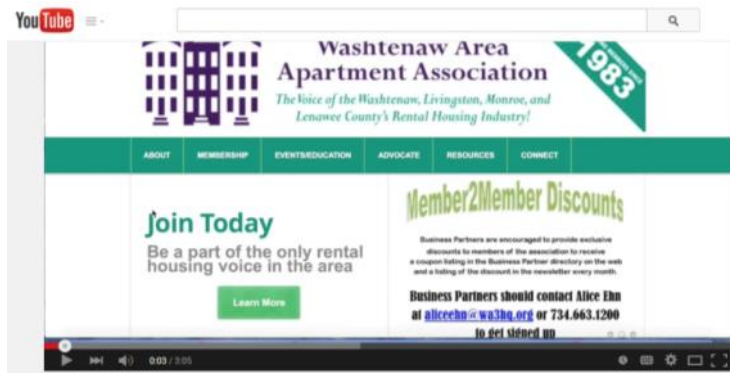 YouTube
Washtenaw Area
Apartment Association
The Voice of the Washtenaw, Livingston, Monroe, and
Lenawee County's Rental Housing Industry!
1983
ABOUT MEMBERSHIP EVENTS/EDUCATION ADVOCATE RESOURCES CONNECT
Join Today
Be a part of the only rental
housing voice in the area
Learn More
Member2Member Discounts
Business Partners are encouraged to provide exclusive
discounts to members of the association to receive
a coupon listing in the Business Partner directory on the web
and a listing of the discount in the newsletter every month.
Business Partners should contact Alice Ehn
at aliceehn@wa3hq.org or 734.663.1200
to get signed up
0:03 / 3:05